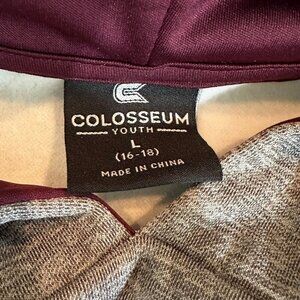 COLOSSEUM
YOUTH
L
(16-18)
MADE IN CHINA